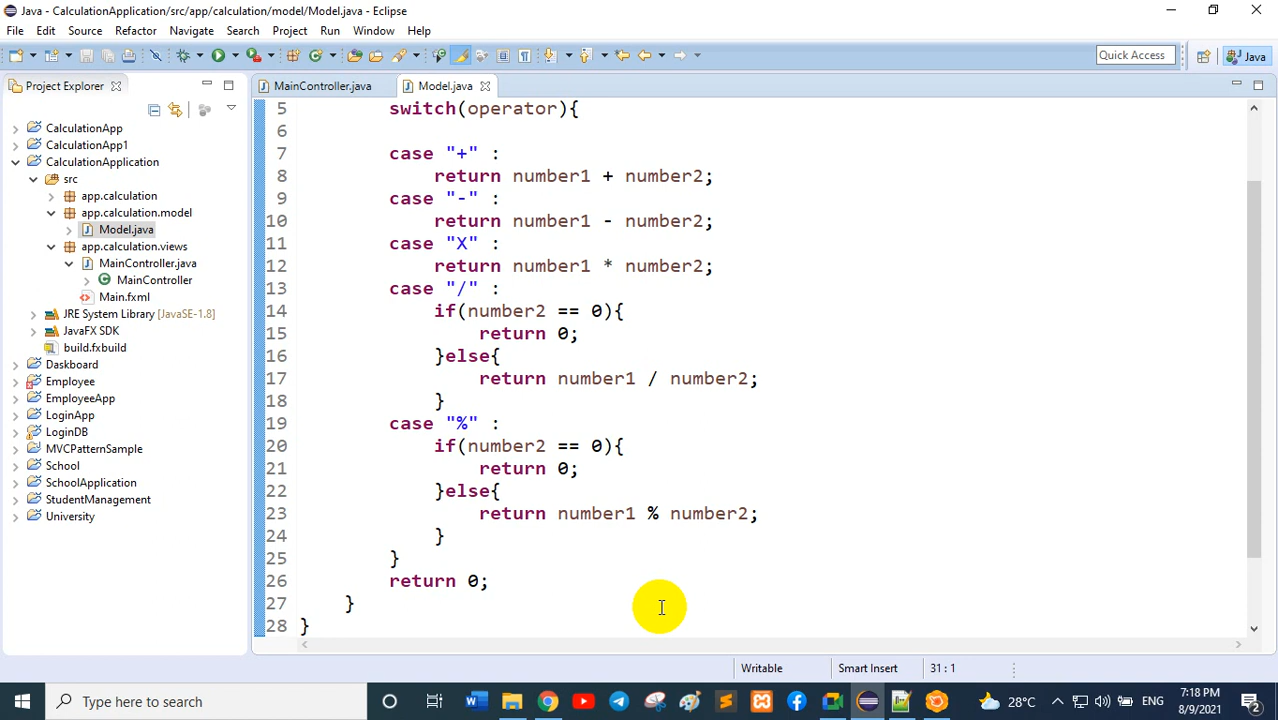 Java - CalculationApplication/src/app/calculation/model/Model.java - Eclipse
File Edit Source Refactor Navigate Search Project Run Window Help
Quick Access
Java
Project Explorer
MainController.java
Model.java
CalculationApp
CalculationApp1
CalculationApplication
src
app.calculation
app.calculation.model
Model.java
app.calculation.views
MainController.java
MainController
Main.fxml
JRE System Library [JavaSE-1.8]
JavaFX SDK
build.fxbuild
Daskboard
Employee
EmployeeApp
LoginApp
LoginDB
MVCPatternSample
School
SchoolApplication
StudentManagement
University
5 switch(operator){
6
7 case "+" :
8 return number1 + number2;
9 case "-" :
10 return number1 - number2;
11 case "X" :
12 return number1 * number2;
13 case "/" :
14 if(number2 == 0){
15 return 0;
16 }else{
17 return number1 / number2;
18 }
19 case "%" :
20 if(number2 == 0){
21 return 0;
22 }else{
23 return number1 % number2;
24 }
25 }
26 return 0;
27 }
28 }
Writable
Smart Insert
31 : 1
Type here to search
28°C
ENG
7:18 PM
8/9/2021
2